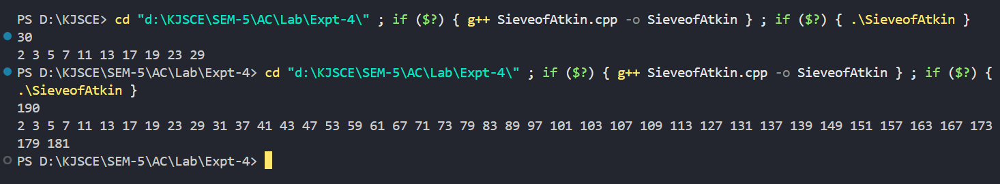 PS D:\KJSCE> cd "d:\KJSCE\SEM-5\AC\Lab\Expt-4\" ; if ($?) { g++ SieveofAtkin.cpp -o SieveofAtkin } ; if ($?) { .\SieveofAtkin }
30
2 3 5 7 11 13 17 19 23 29
PS D:\KJSCE\SEM-5\AC\Lab\Expt-4> cd "d:\KJSCE\SEM-5\AC\Lab\Expt-4\" ; if ($?) { g++ SieveofAtkin.cpp -o SieveofAtkin } ; if ($?) {
.\SieveofAtkin }
190
2 3 5 7 11 13 17 19 23 29 31 37 41 43 47 53 59 61 67 71 73 79 83 89 97 101 103 107 109 113 127 131 137 139 149 151 157 163 167 173
179 181
PS D:\KJSCE\SEM-5\AC\Lab\Expt-4>